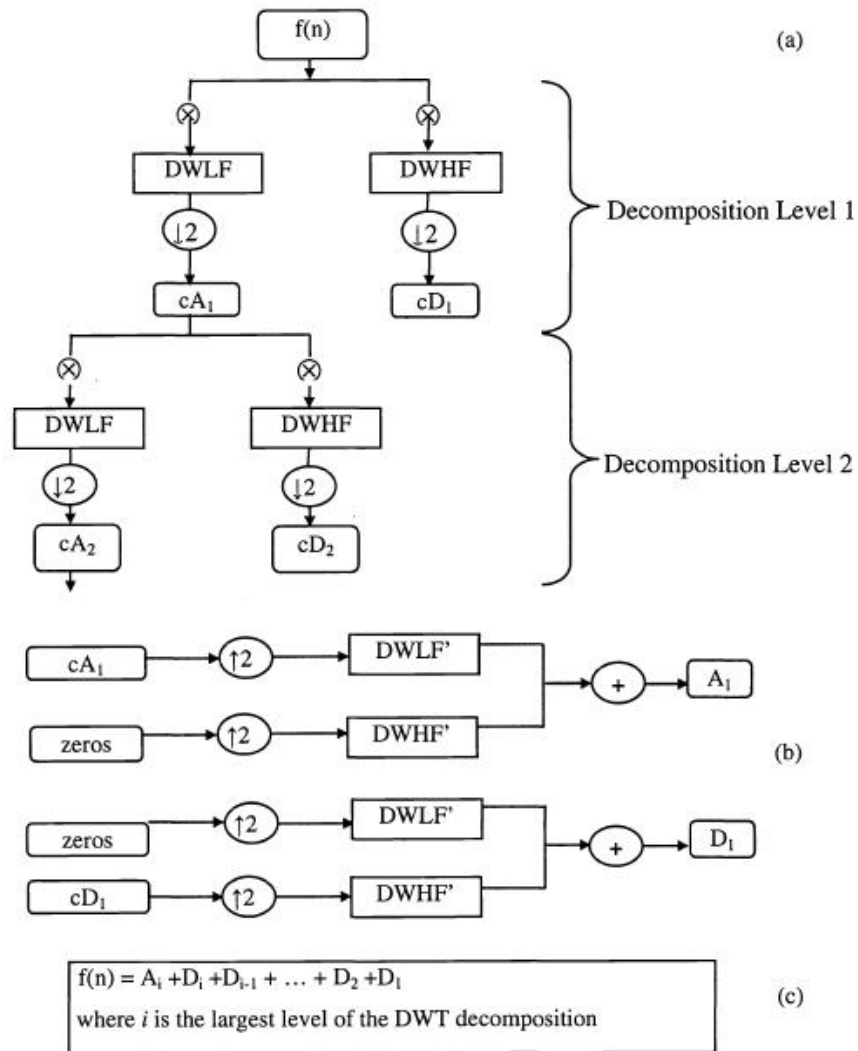 f(n)
(a)
DWLF
DWHF
↓2
↓2
Decomposition Level 1
cA₁
cD₁
DWLF
DWHF
Decomposition Level 2
↓2
↓2
cA₂
cD₂
cA₁
↑2
DWLF’
+
A₁
zeros
↑2
DWHF’
(b)
zeros
↑2
DWLF’
+
D₁
cD₁
↑2
DWHF’
f(n) = Aᵢ +Dᵢ +Dᵢ₋₁ + … + D₂ +D₁
(c)
where i is the largest level of the DWT decomposition